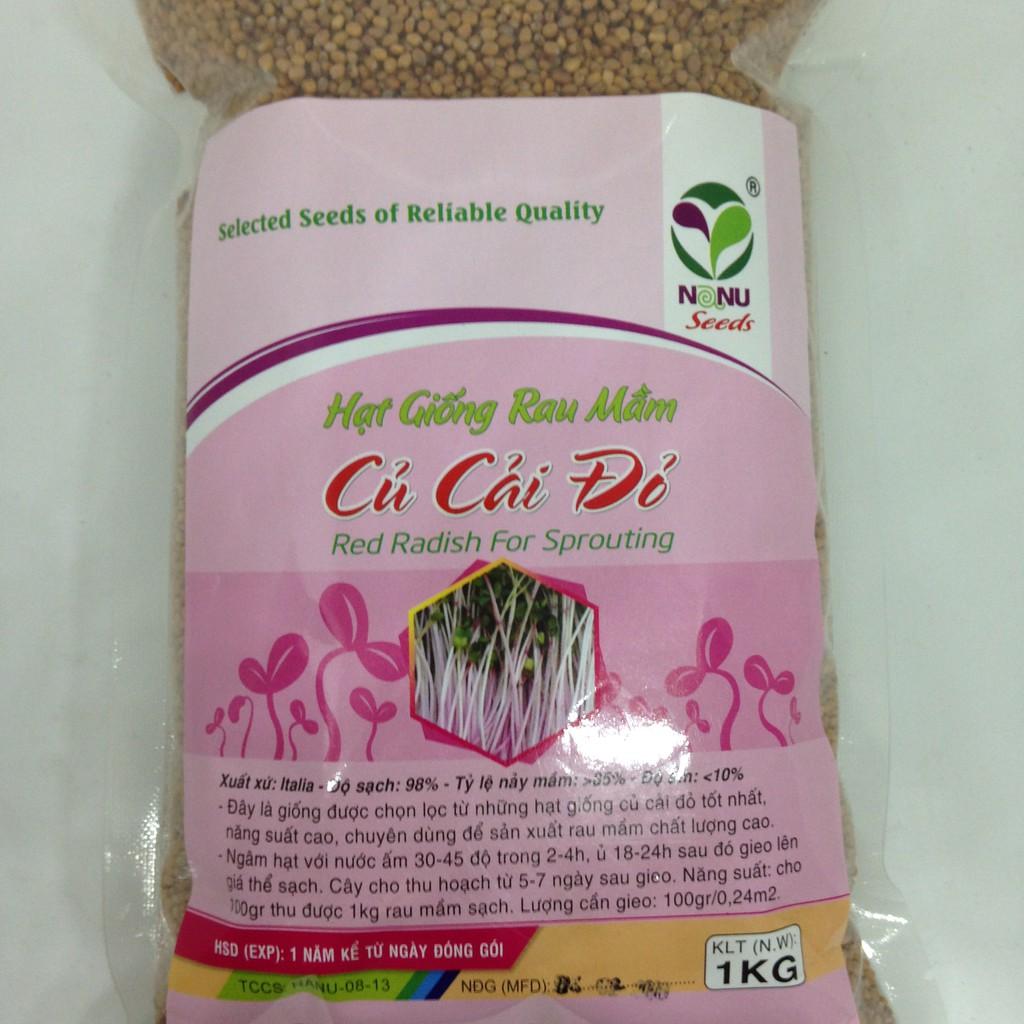 Selected Seeds of Reliable Quality
®
NANU
Seeds
Hạt Giống Rau Mầm
Củ Cải Đỏ
Red Radish For Sprouting
Xuất xứ: Italia - Độ sạch: 98% - Tỷ lệ nảy mầm: - Độ ẩm: <10%
- Đây là giống được chọn lọc từ những hạt giống củ cải đỏ tốt nhất,
năng suất cao, chuyên dùng để sản xuất rau mầm chất lượng cao.
- Ngâm hạt với nước ấm 30-45 độ trong 2-4h, ủ 18-24h sau đó gieo lên
giá thể sạch. Cây cho thu hoạch từ 5-7 ngày sau gieo. Năng suất: cho
100gr thu được 1kg rau mầm sạch. Lượng cần gieo: 100gr/0,24m2.
HSD (EXP): 1 NĂM KỂ TỪ NGÀY ĐÓNG GÓI
KLT (N.W):
1KG
TCCS: NANU-08-13
NĐG (MFD):